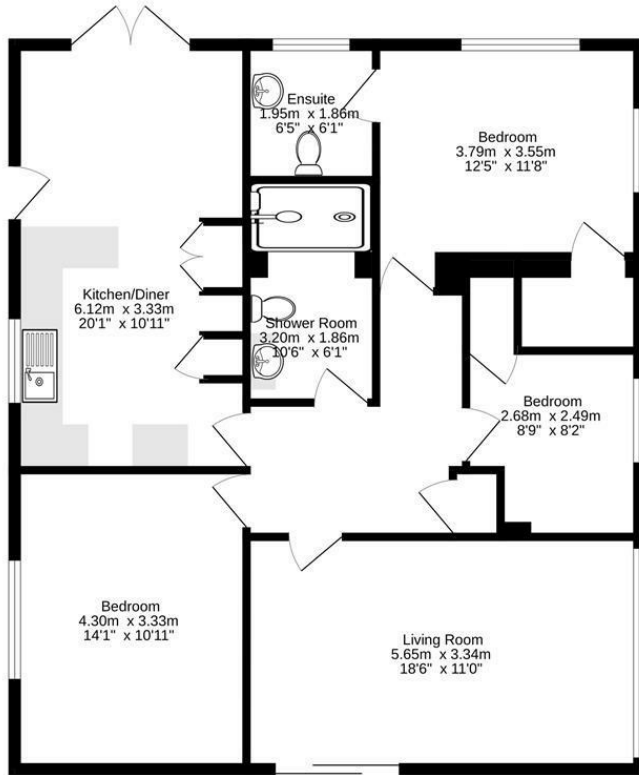 Ensuite
1.95m x 1.86m
6'5" x 6'1"
Bedroom
3.79m x 3.55m
12'5" x 11'8"
Kitchen/Diner
6.12m x 3.33m
20'1" x 10'11"
Shower Room
3.20m x 1.86m
10'6" x 6'1"
Bedroom
2.68m x 2.49m
8'9" x 8'2"
Bedroom
4.30m x 3.33m
14'1" x 10'11"
Living Room
5.65m x 3.34m
18'6" x 11'0"